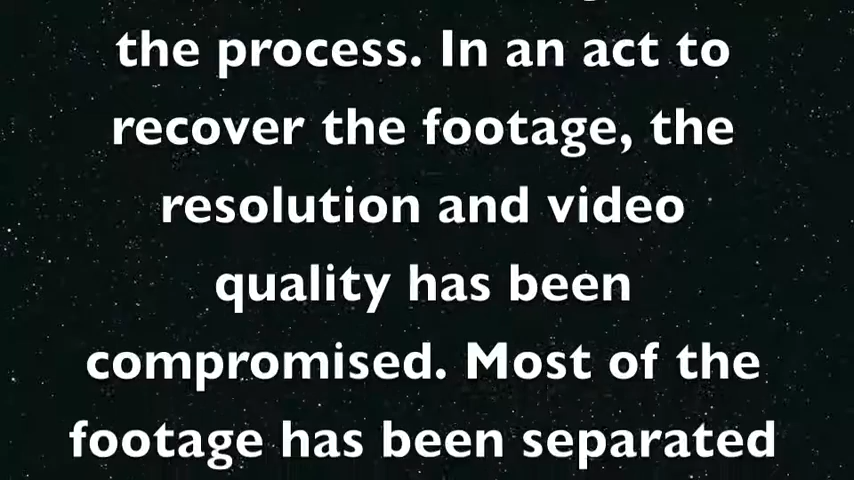 the process. In an act to
recover the footage, the
resolution and video
quality has been
compromised. Most of the
footage has been separated